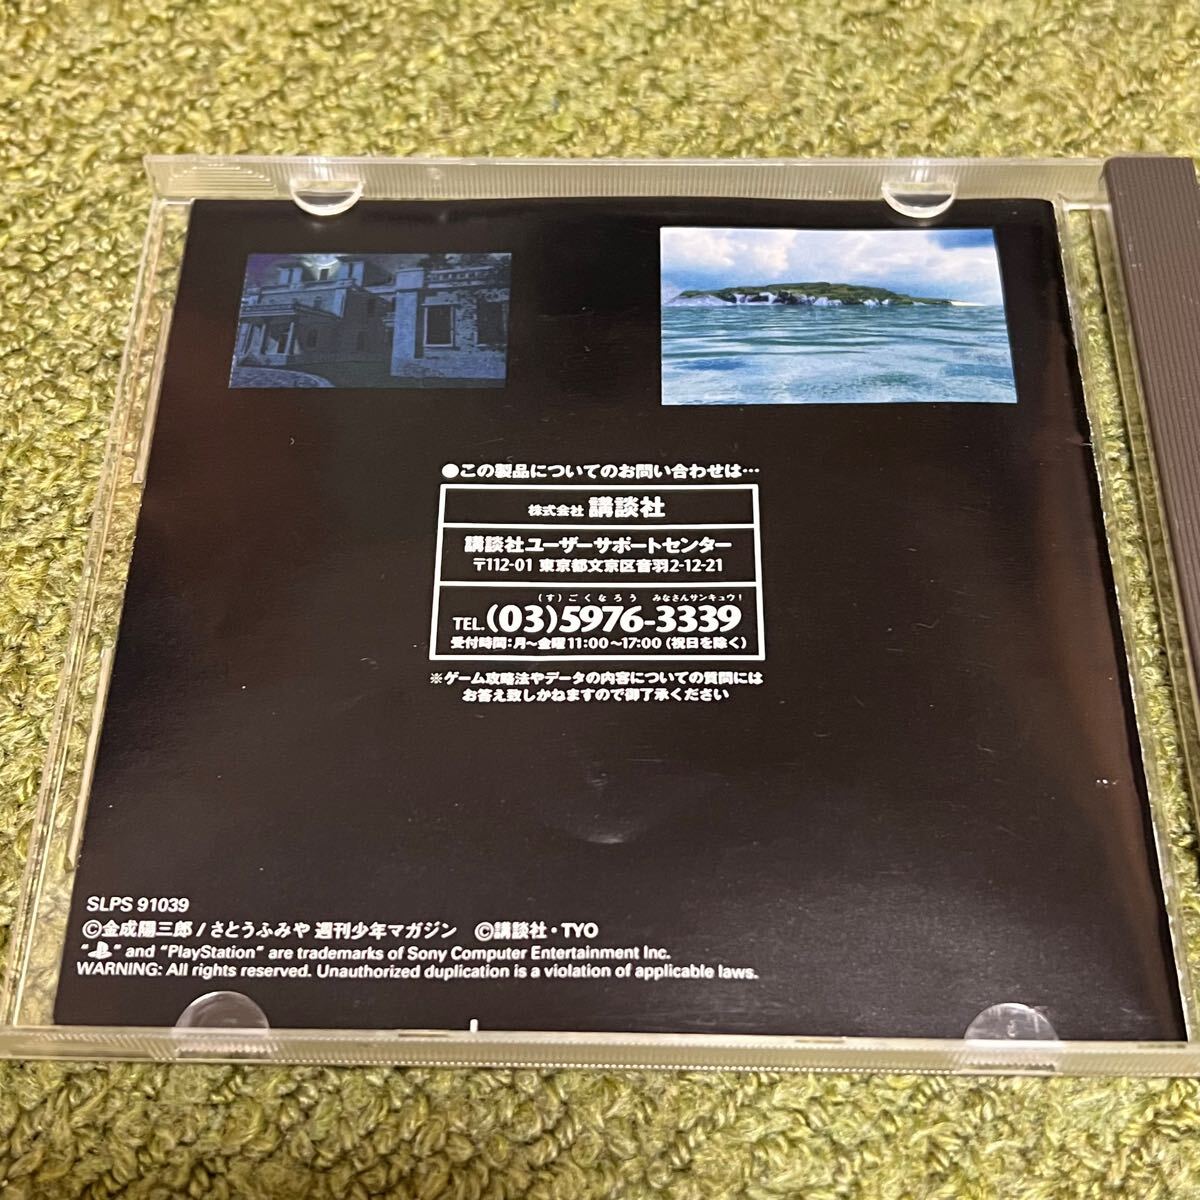 ●この製品についてのお問い合わせは…
株式会社 講談社
講談社ユーザーサポートセンター
〒112-01 東京都文京区音羽2-12-21
(す)ごくなろう みなさんサンキュウ!
TEL.(03)5976-3339
受付時間:月〜金曜11:00〜17:00 (祝日を除く)
※ゲーム攻略法やデータの内容についての質問には
お答え致しかねますので御了承ください
SLPS 91039
©金成陽三郎/さとうふみや 週刊少年マガジン ©講談社・TYO
" " and "PlayStation" are trademarks of Sony Computer Entertainment Inc.
WARNING: All rights reserved. Unauthorized duplication is a violation of applicable laws.